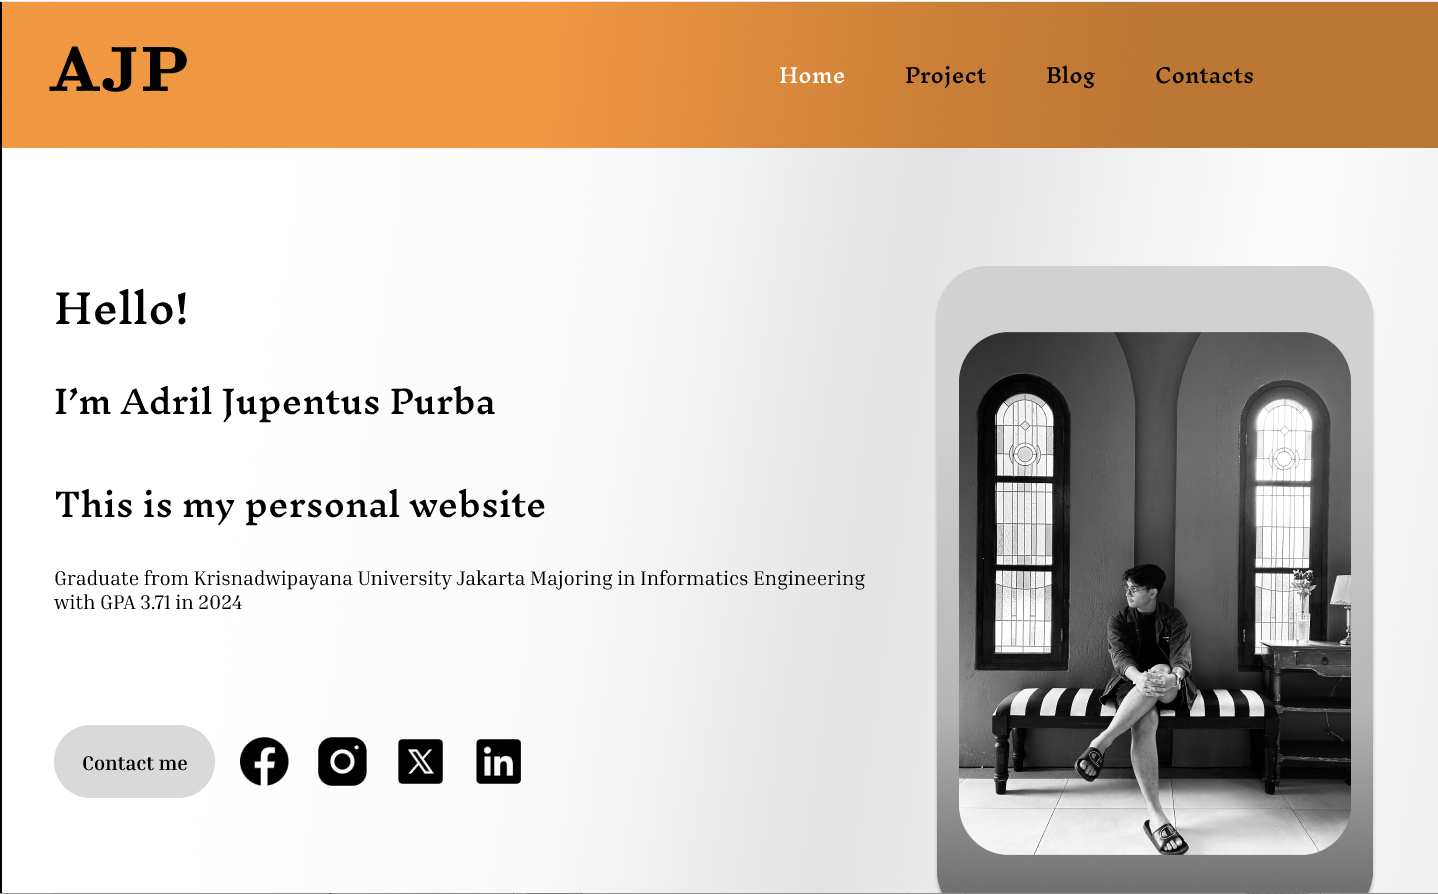 AJP
Home Project Blog Contacts
Hello!
I’m Adril Jupentus Purba
This is my personal website
Graduate from Krisnadwipayana University Jakarta Majoring in Informatics Engineering
with GPA 3.71 in 2024
Contact me